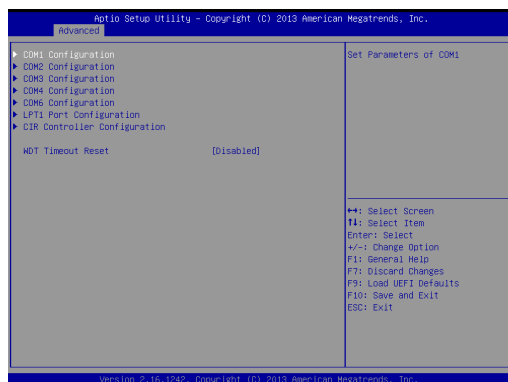 Aptio Setup Utility – Copyright (C) 2013 American Megatrends, Inc.
Advanced
COM1 Configuration
COM2 Configuration
COM3 Configuration
COM4 Configuration
COM6 Configuration
LPT1 Port Configuration
CIR Controller Configuration
WDT Timeout Reset [Disabled]
Set Parameters of COM1
↔: Select Screen
↑↓: Select Item
Enter: Select
+/-: Change Option
F1: General Help
F7: Discard Changes
F9: Load UEFI Defaults
F10: Save and Exit
ESC: Exit
Version 2.16.1242. Copyright (C) 2013 American Megatrends, Inc.